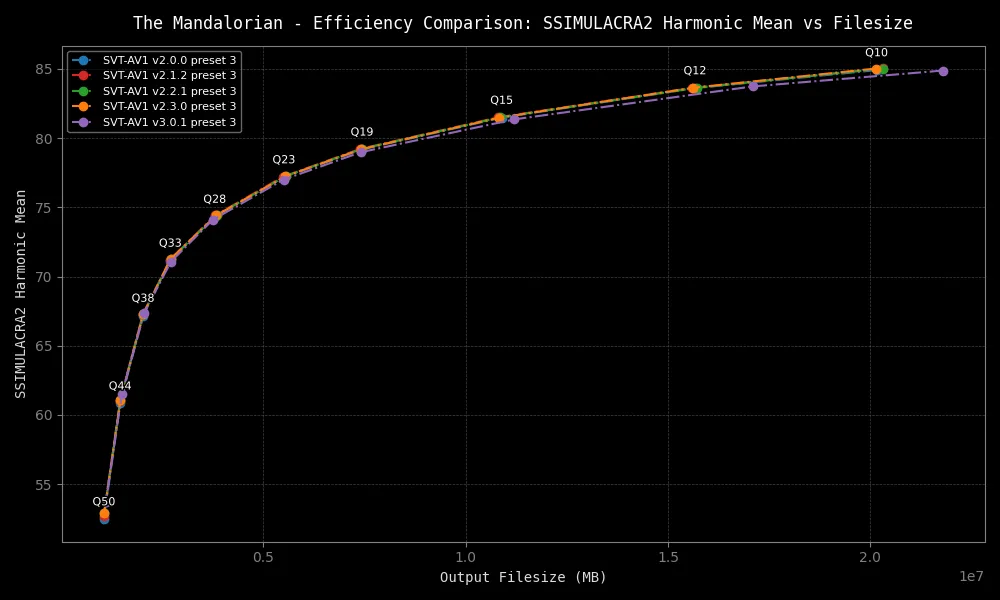 The Mandalorian - Efficiency Comparison: SSIMULACRA2 Harmonic Mean vs Filesize
SVT-AV1 v2.0.0 preset 3
SVT-AV1 v2.1.2 preset 3
SVT-AV1 v2.2.1 preset 3
SVT-AV1 v2.3.0 preset 3
SVT-AV1 v3.0.1 preset 3
SSIMULACRA2 Harmonic Mean
85
80
75
70
65
60
55
Q10
Q12
Q15
Q19
Q23
Q28
Q33
Q38
Q44
Q50
0.5
1.0
1.5
2.0
1e7
Output Filesize (MB)